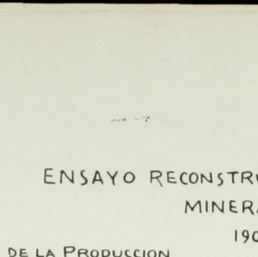 ENSAYO RECONSTRU
MINERA
190
DE LA PRODUCCION